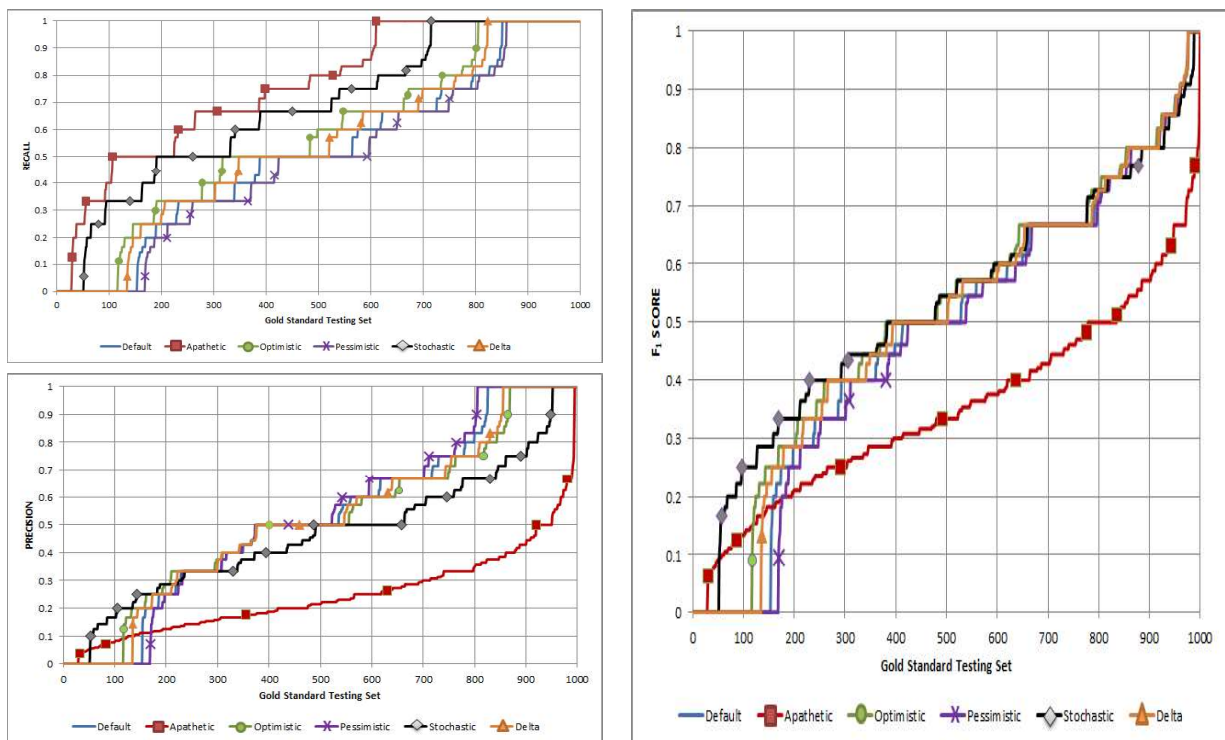 1
0.9
0.8
0.7
0.6
0.5
0.4
0.3
0.2
0.1
0
RECALL
0 100 200 300 400 500 600 700 800 900 1000
Gold Standard Testing Set
Default Apathetic Optimistic Pessimistic Stochastic Delta
1
0.9
0.8
0.7
0.6
0.5
0.4
0.3
0.2
0.1
0
PRECISION
0 100 200 300 400 500 600 700 800 900 1000
Gold Standard Testing Set
Default Apathetic Optimistic Pessimistic Stochastic Delta
1
0.9
0.8
0.7
0.6
0.5
0.4
0.3
0.2
0.1
0
F₁ SCORE
0 100 200 300 400 500 600 700 800 900 1000
Gold Standard Testing Set
Default Apathetic Optimistic Pessimistic Stochastic Delta